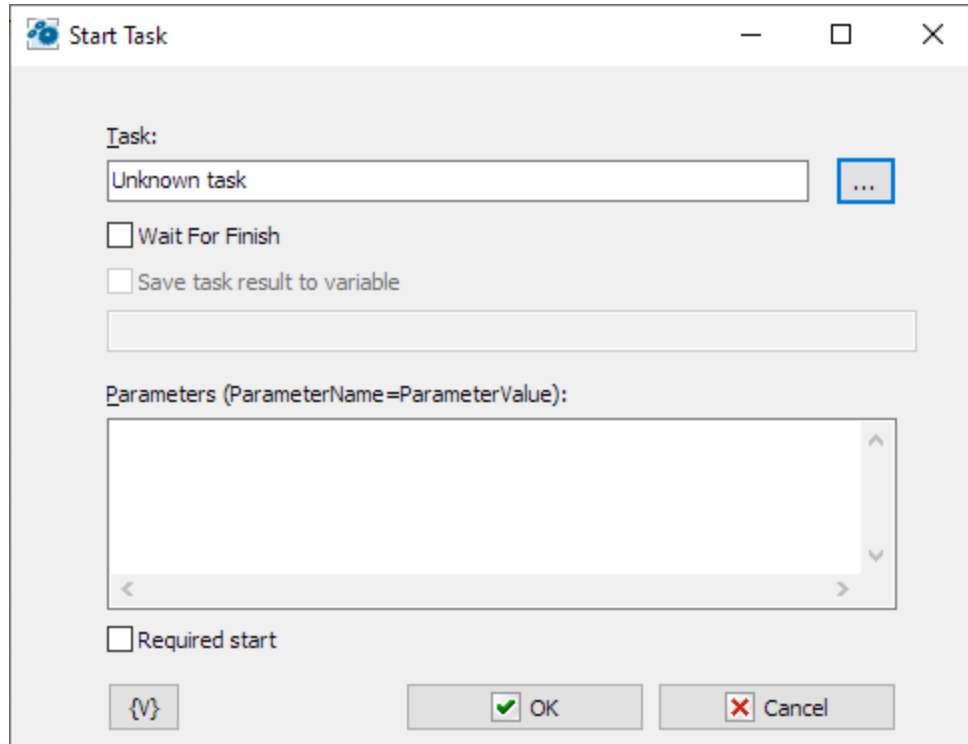 Start Task
Task:
Unknown task
...
Wait For Finish
Save task result to variable
Parameters (ParameterName=ParameterValue):
Required start
{V}
OK
Cancel